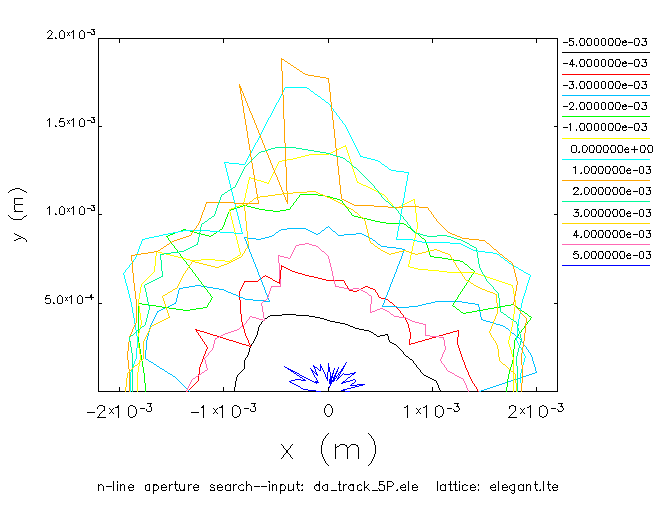 2.0×10⁻³
1.5×10⁻³
1.0×10⁻³
5.0×10⁻⁴
y (m)
−2×10⁻³
−1×10⁻³
0
1×10⁻³
2×10⁻³
x (m)
-5.000000e-03
-4.000000e-03
-3.000000e-03
-2.000000e-03
-1.000000e-03
0.000000e+00
1.000000e-03
2.000000e-03
3.000000e-03
4.000000e-03
5.000000e-03
n-line aperture search--input: da_track_5P.ele lattice: elegant.lte